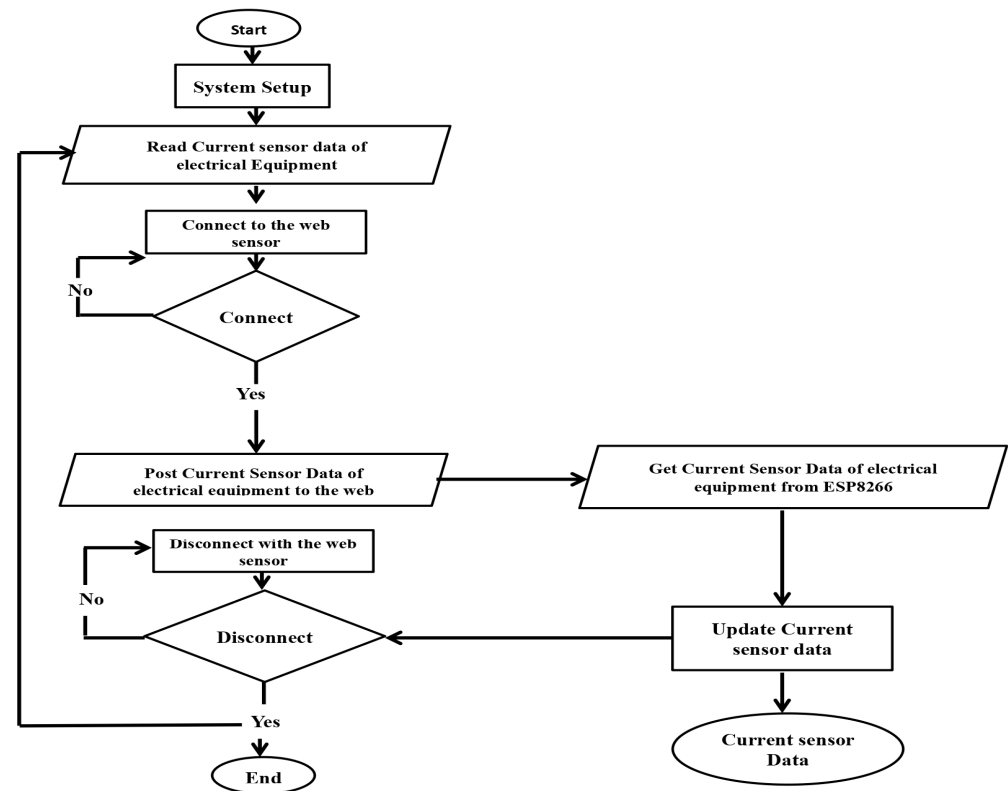 Start
System Setup
Read Current sensor data of
electrical Equipment
Connect to the web
sensor
No
Connect
Yes
Post Current Sensor Data of
electrical equipment to the web
Get Current Sensor Data of electrical
equipment from ESP8266
Disconnect with the web
sensor
No
Disconnect
Update Current
sensor data
Yes
Current sensor
Data
End